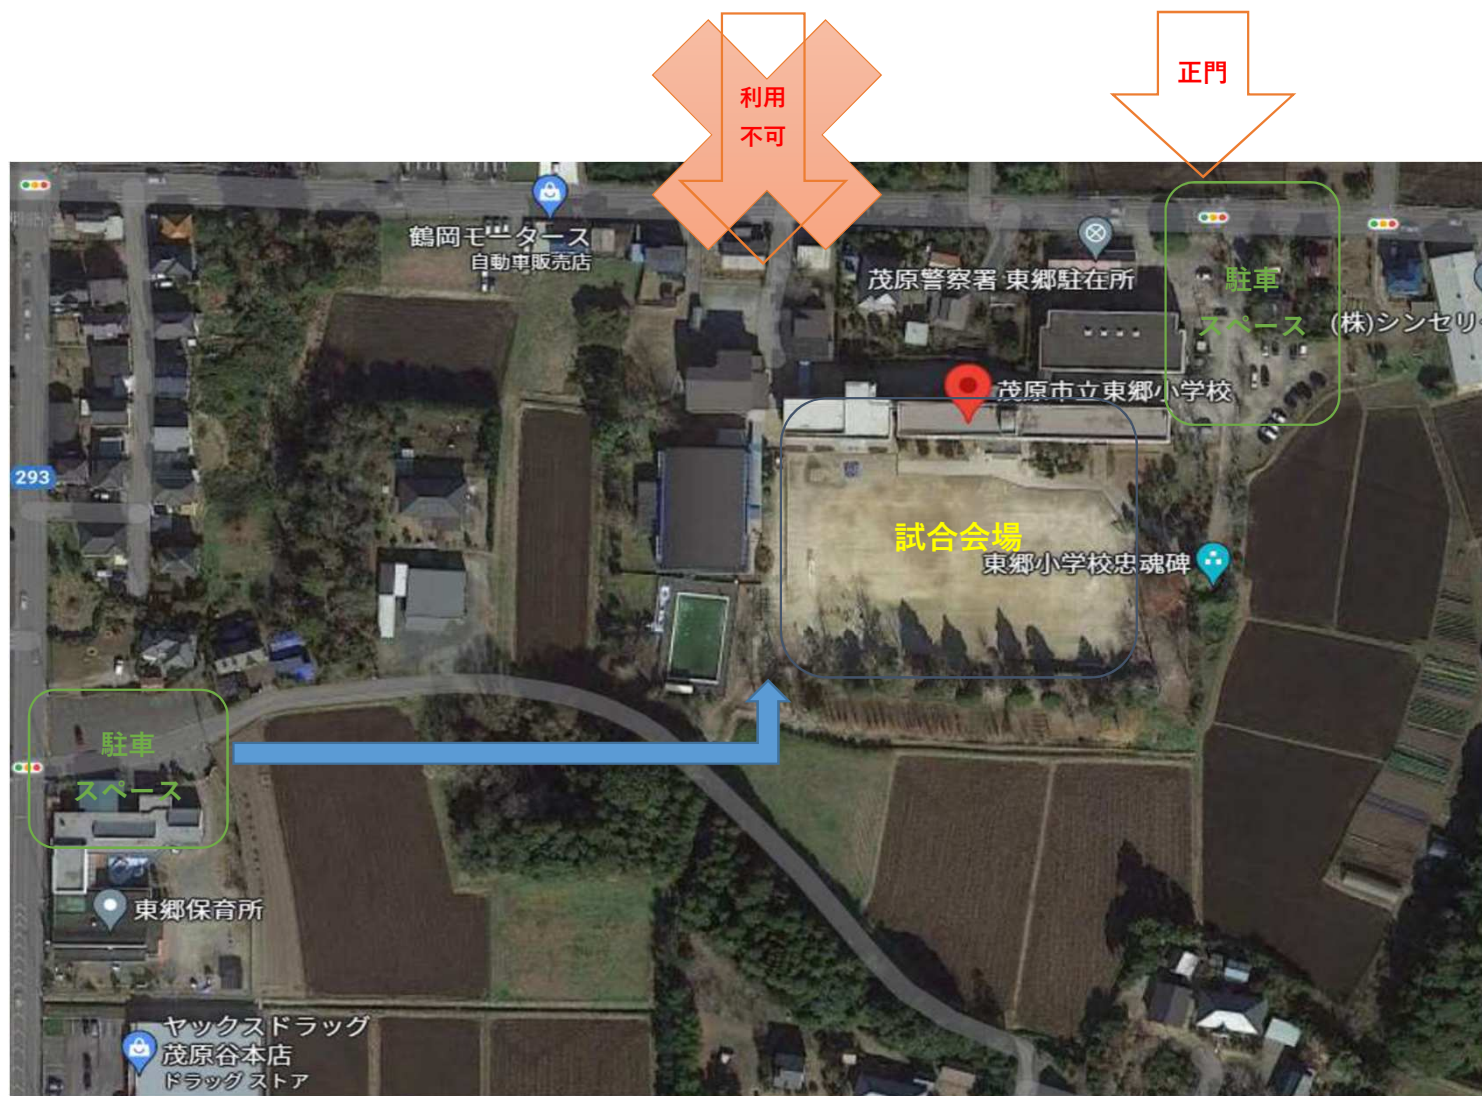 利用
不可
正門
鶴岡モータース
自動車販売店
茂原警察署 東郷駐在所
駐車
スペース
(株)シンセリ
茂原市立東郷小学校
293
試合会場
東郷小学校忠魂碑
駐車
スペース
東郷保育所
ヤックスドラッグ
茂原谷本店
ドラッグ ストア